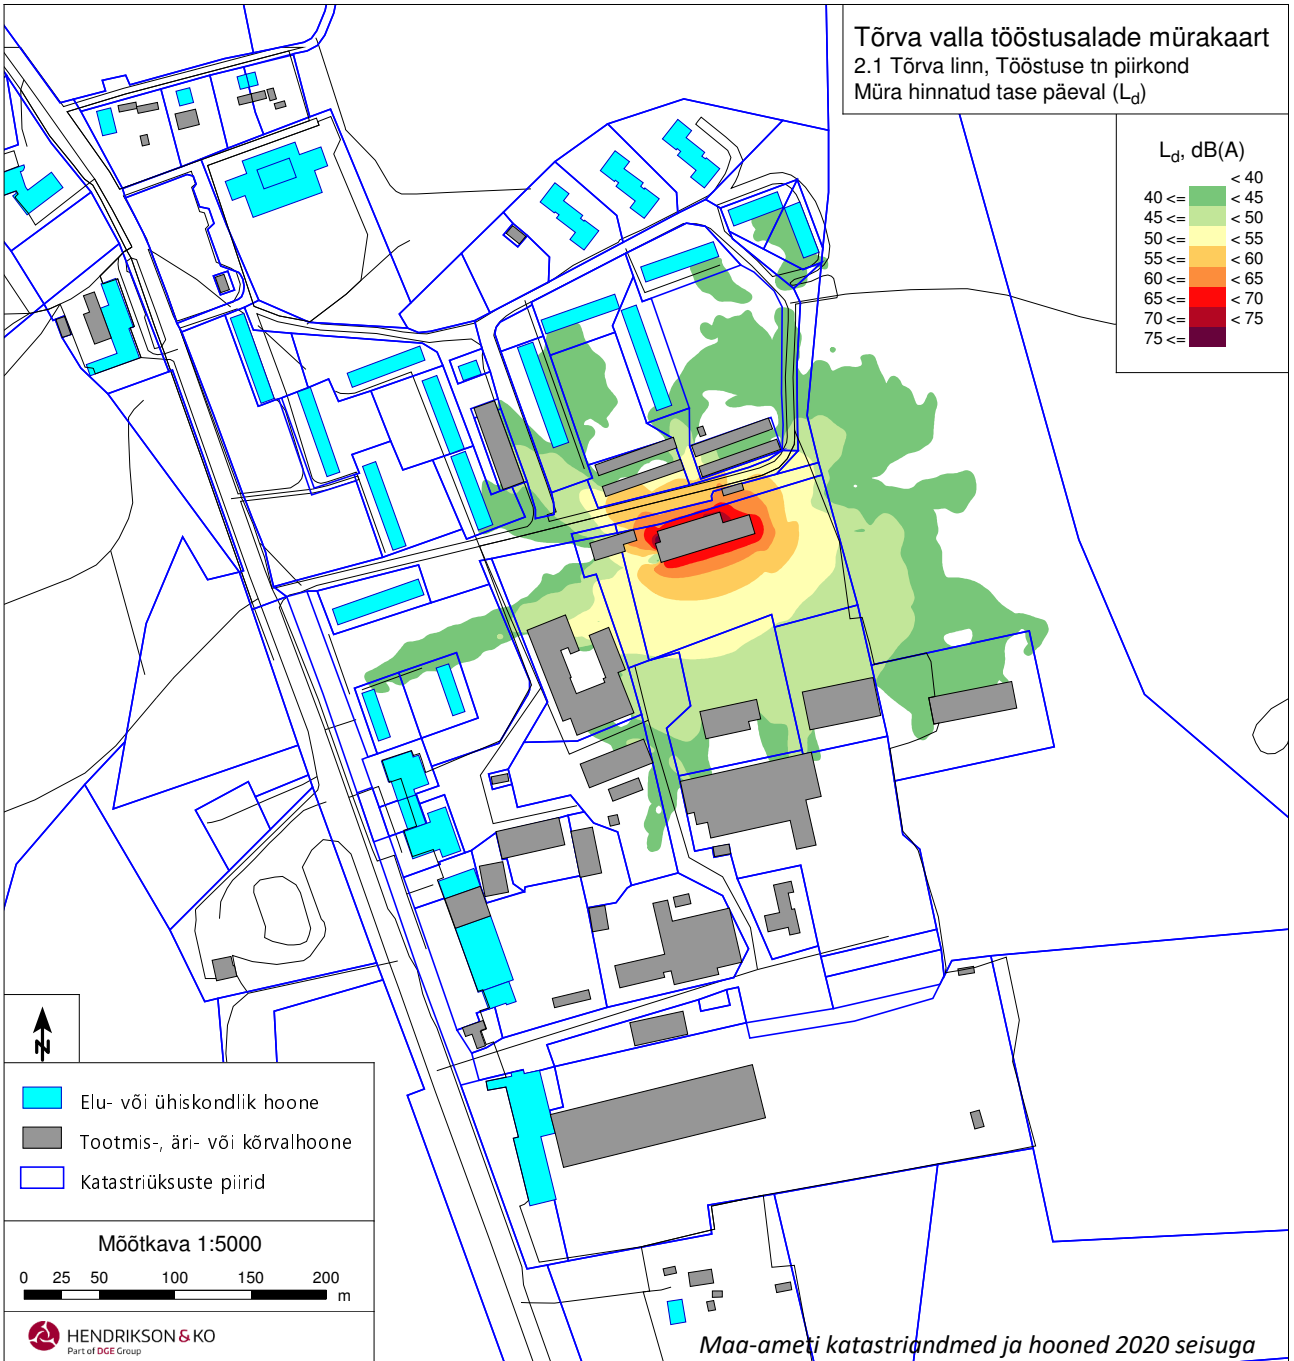 Tõrva valla tööstusalade mürakaart
2.1 Tõrva linn, Tööstuse tn piirkond
Müra hinnatud tase päeval (Ld)
Ld, dB(A)
< 40
40 <= < 45
45 <= < 50
50 <= < 55
55 <= < 60
60 <= < 65
65 <= < 70
70 <= < 75
75 <=
N
Elu- või ühiskondlik hoone
Tootmis-, äri- või kõrvalhoone
Katastriüksuste piirid
Mõõtkava 1:5000
0 25 50 100 150 200
m
HENDRIKSON & KO
Part of DGE Group
Maa-ameti katastriandmed ja hooned 2020 seisuga